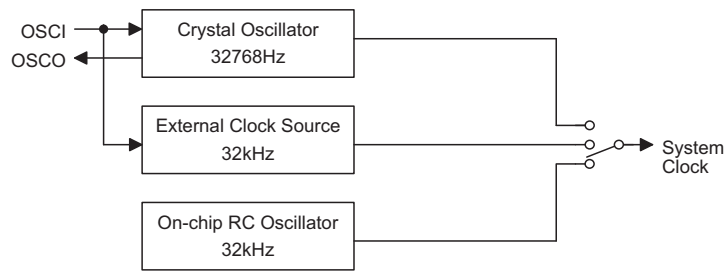 OSCI
OSCO
Crystal Oscillator
32768Hz
External Clock Source
32kHz
On-chip RC Oscillator
32kHz
System
Clock